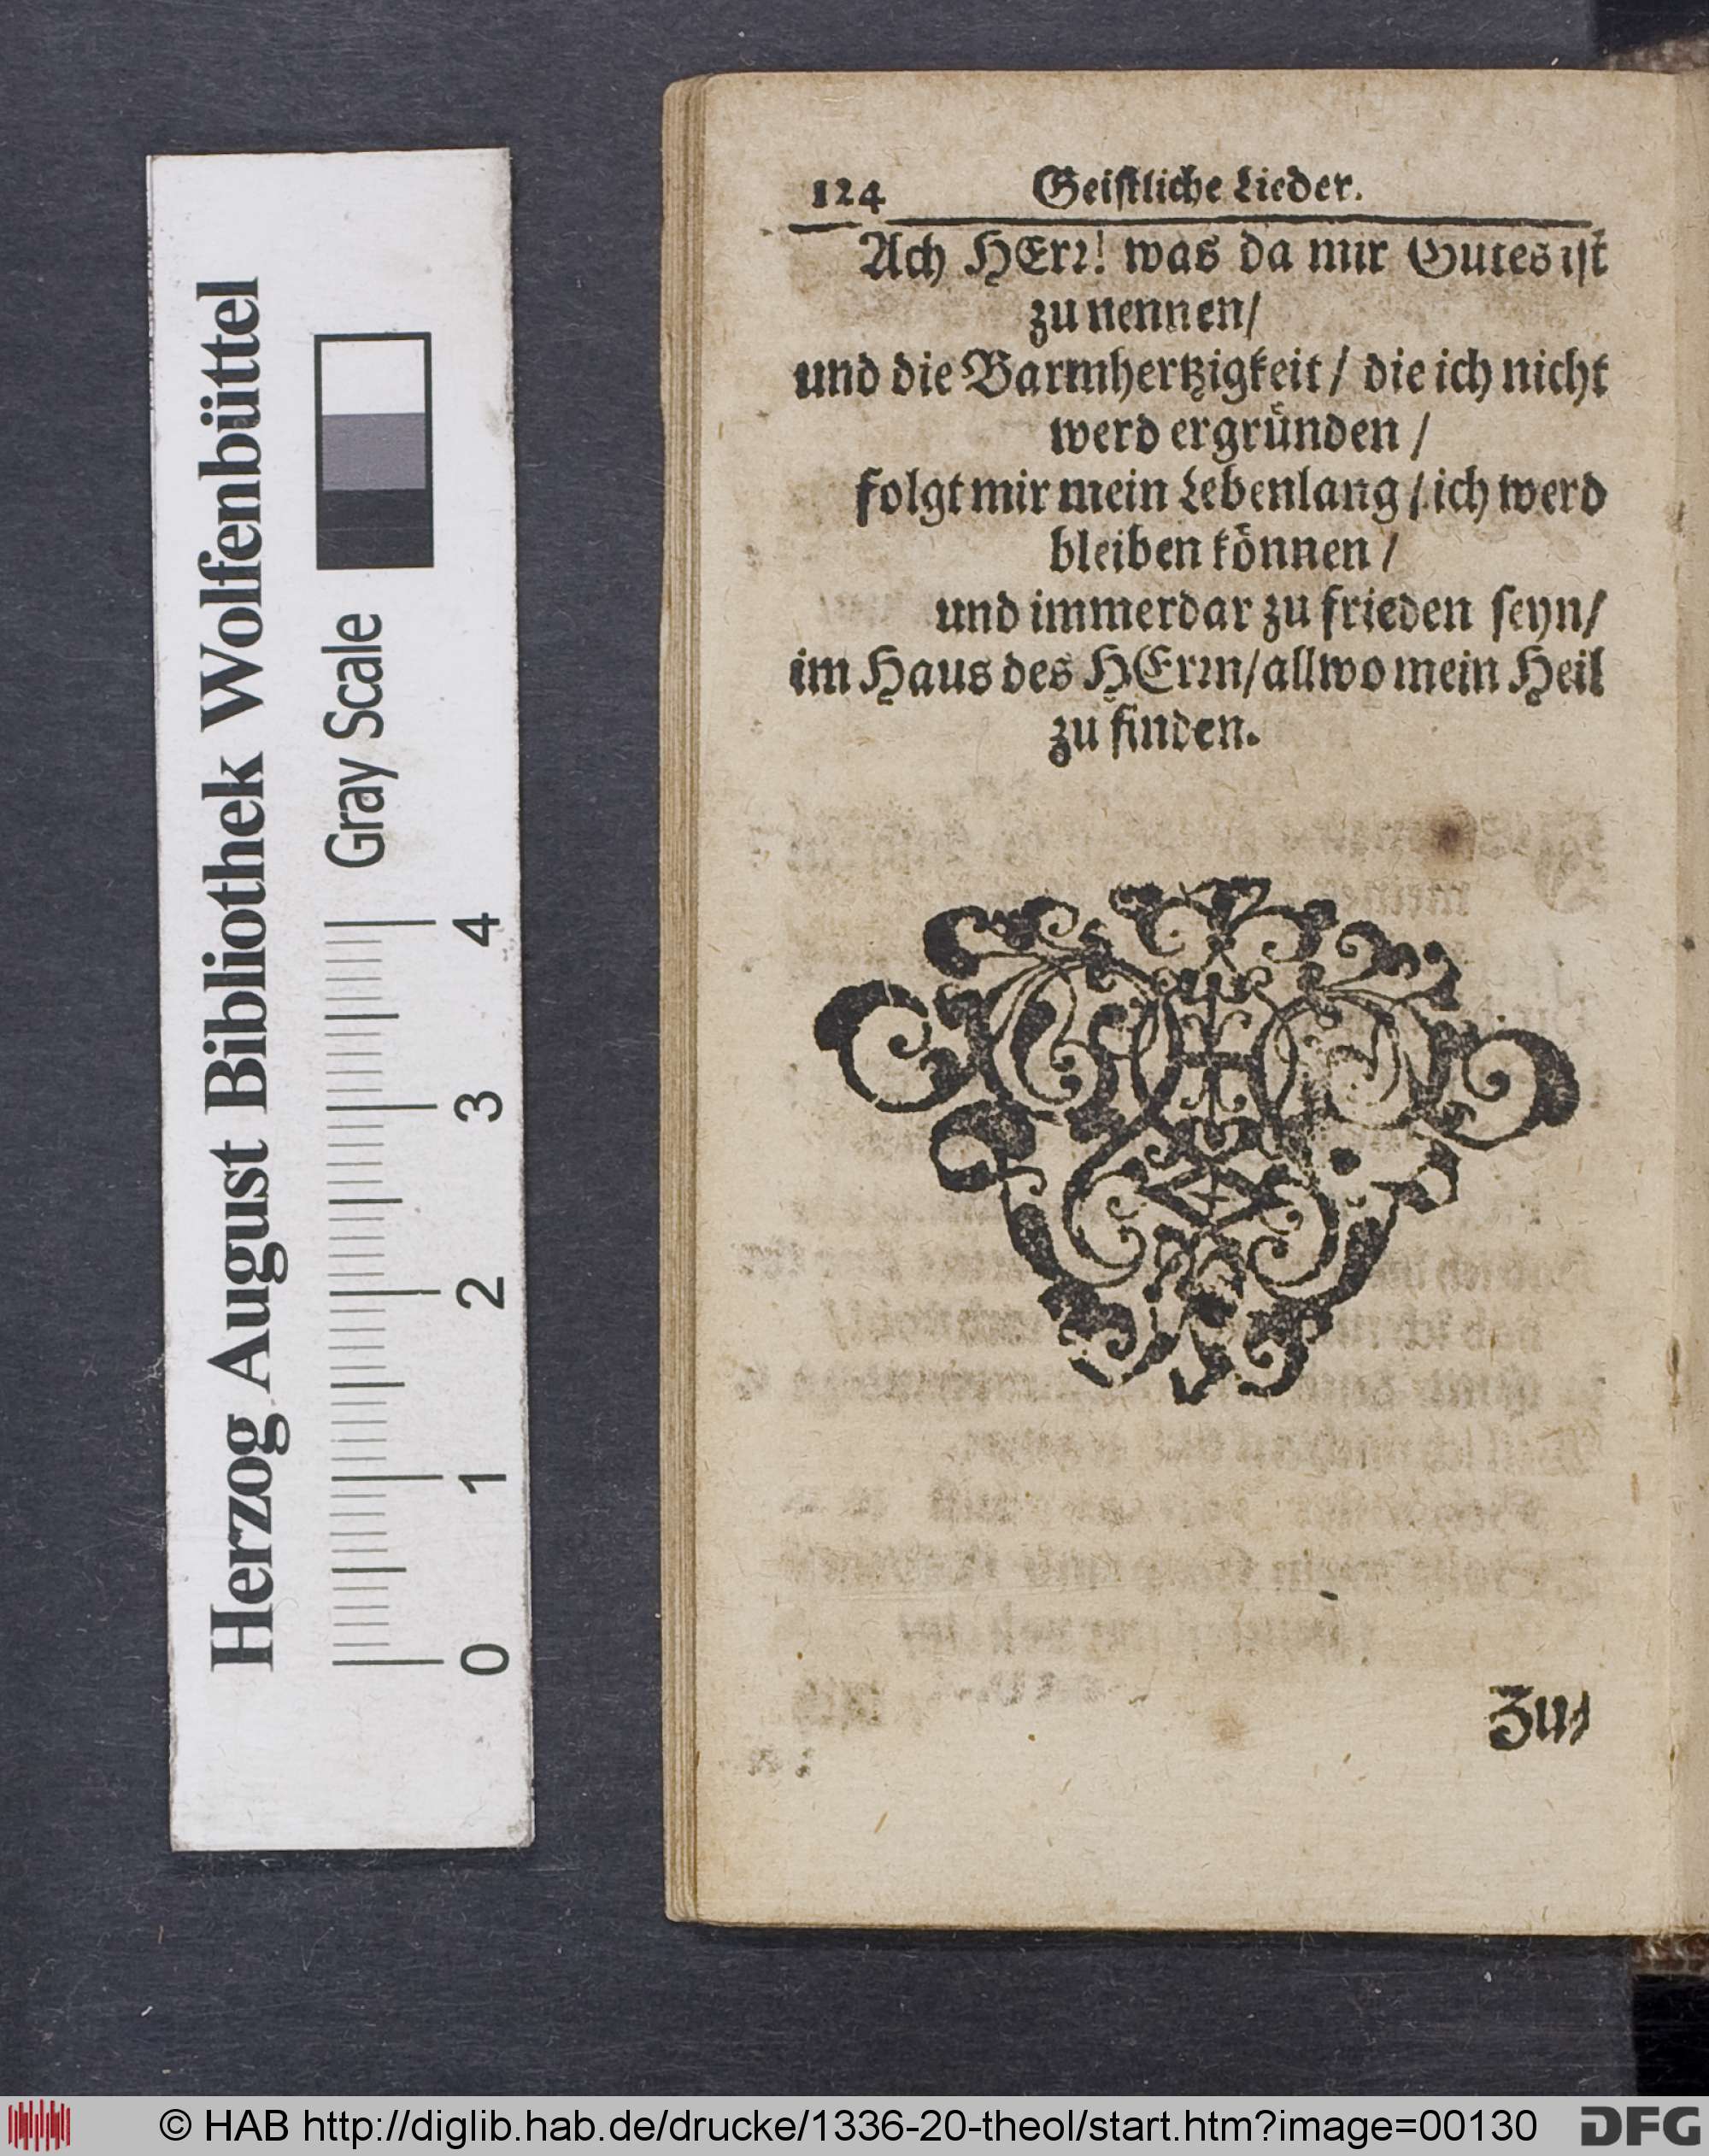 124 Geistliche Lieder.
Ach HErꝛ! was da mir Gutes ist
zu nennen/
und die Barmhertzigkeit / die ich nicht
werd ergründen /
folgt mir mein Lebenlang / ich werd
bleiben können /
und immerdar zu frieden seyn/
im Haus des HErꝛn/allwo mein Heil
zu finden.
Zu-
Herzog August Bibliothek Wolfenbüttel
Gray Scale
0 1 2 3 4
© HAB http://diglib.hab.de/drucke/1336-20-theol/start.htm?image=00130
DFG